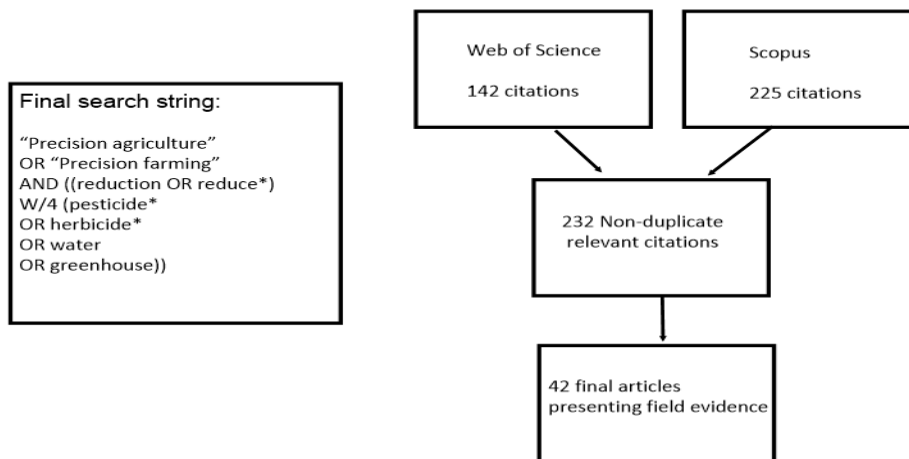 Final search string:
“Precision agriculture”
OR “Precision farming”
AND ((reduction OR reduce*)
W/4 (pesticide*
OR herbicide*
OR water
OR greenhouse))
Web of Science
142 citations
Scopus
225 citations
232 Non-duplicate
relevant citations
42 final articles
presenting field evidence